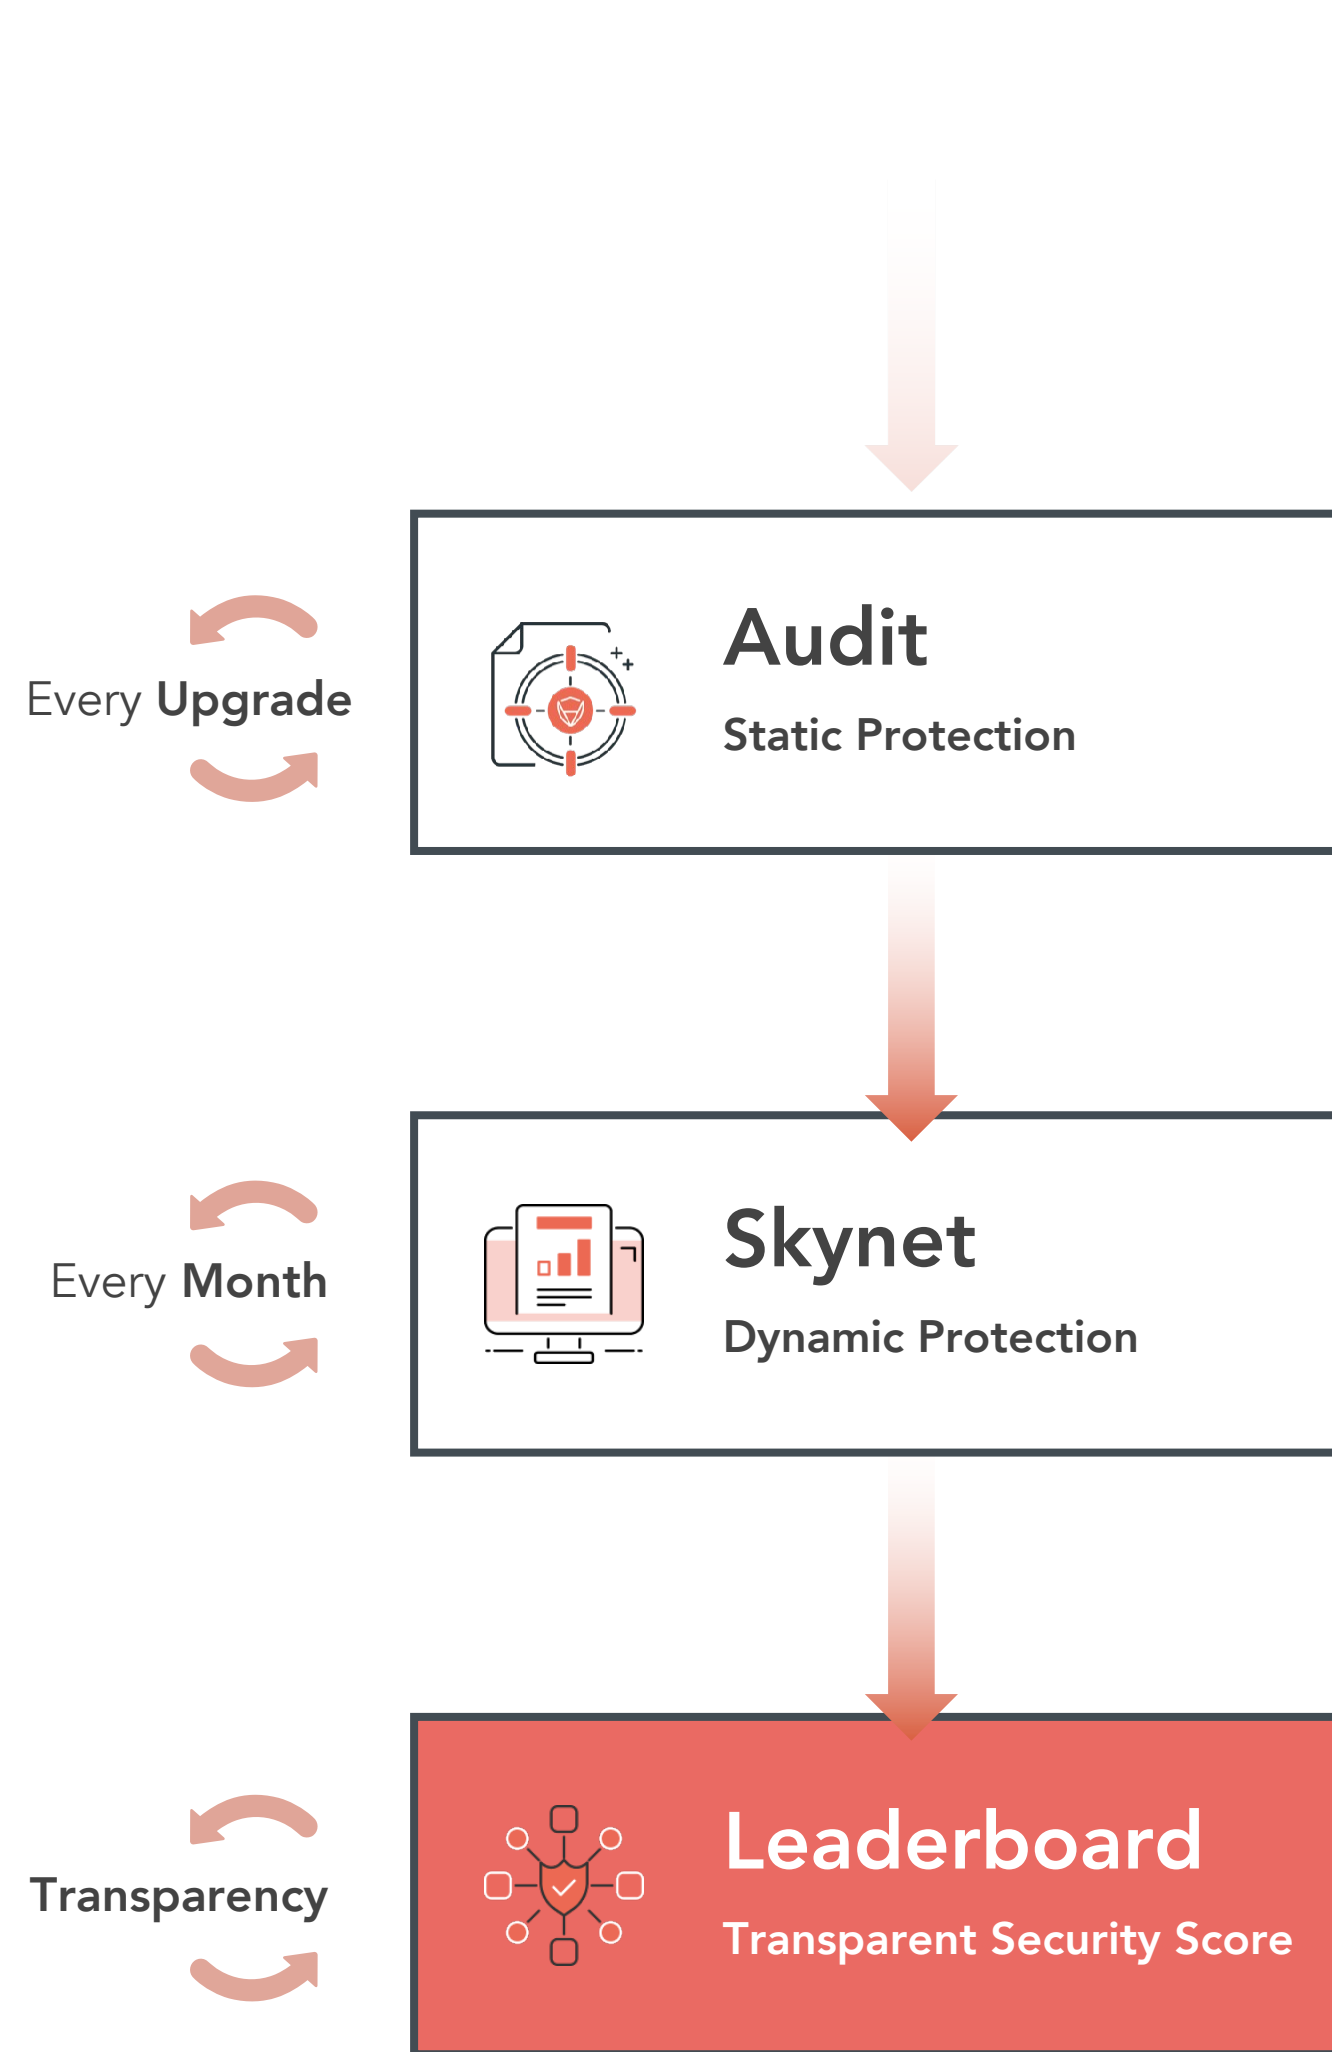 Audit
Every Upgrade
Static Protection
Skynet
Every Month
Dynamic Protection
Leaderboard
Transparency
Transparent Security Score